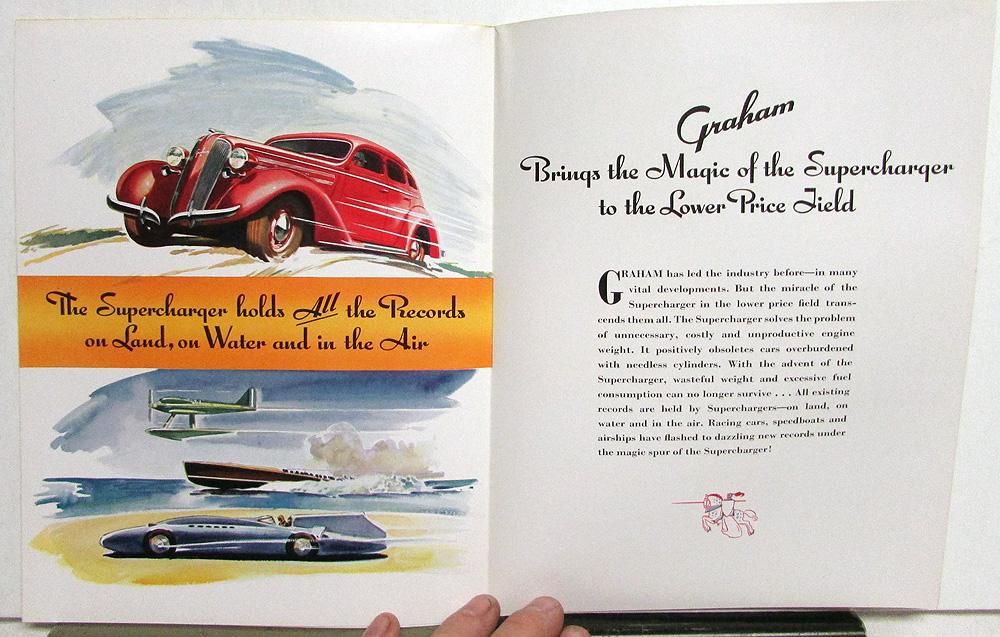 The Supercharger holds All the Records
on Land, on Water and in the Air
Graham
Brings the Magic of the Supercharger
to the Lower Price Field
GRAHAM has led the industry before—in many
vital developments. But the miracle of the
Supercharger in the lower price field trans-
cends them all. The Supercharger solves the problem
of unnecessary, costly and unproductive engine
weight. It positively obsoletes cars overburdened
with needless cylinders. With the advent of the
Supercharger, wasteful weight and excessive fuel
consumption can no longer survive . . . All existing
records are held by Superchargers—on land, on
water and in the air. Racing cars, speedboats and
airships have flashed to dazzling new records under
the magic spur of the Supercharger!